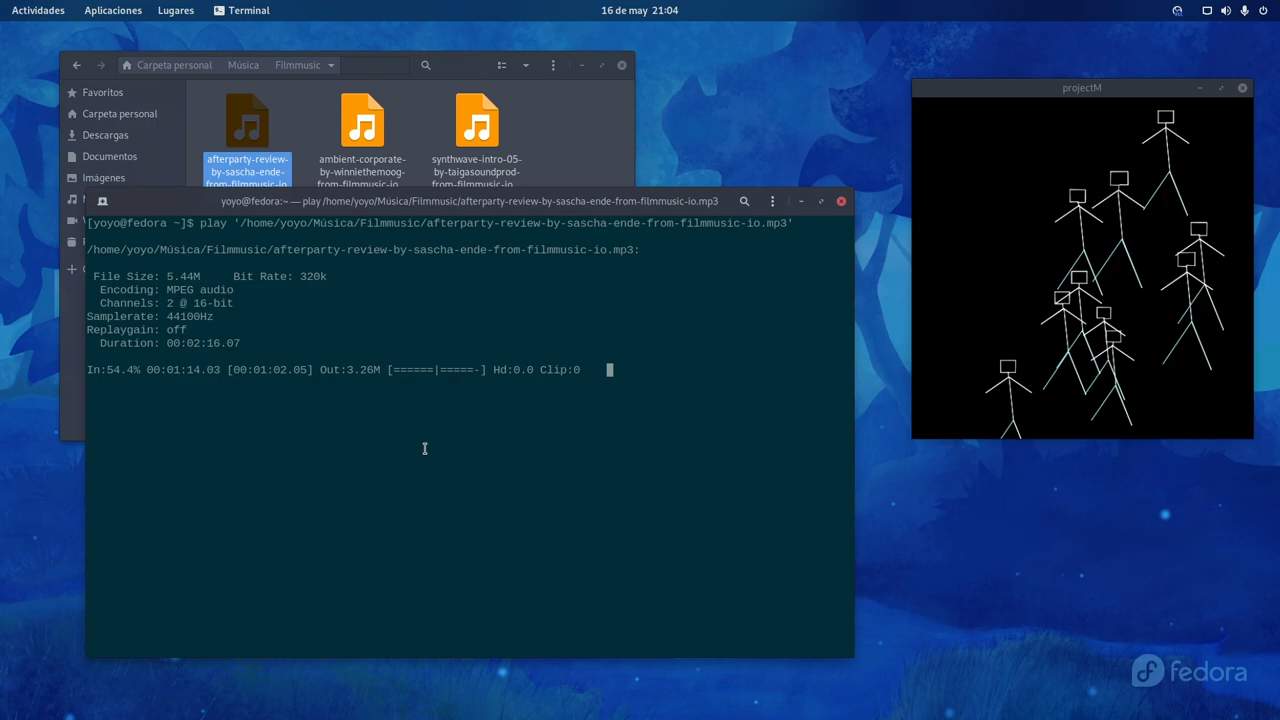 Actividades Aplicaciones Lugares Terminal 16 de may 21:04
Carpeta personal Música Filmmusic
projectM
Favoritos
Carpeta personal
Descargas
Documentos
Imágenes
afterparty-review-
by-sascha-ende-
from-filmmusic-io.
ambient-corporate-
by-winniethemoog-
from-filmmusic-io.
synthwave-intro-05-
by-taigasoundprod-
from-filmmusic-io.
yoyo@fedora:~ — play /home/yoyo/Música/Filmmusic/afterparty-review-by-sascha-ende-from-filmmusic-io.mp3
[yoyo@fedora ~]$ play '/home/yoyo/Música/Filmmusic/afterparty-review-by-sascha-ende-from-filmmusic-io.mp3'
/home/yoyo/Música/Filmmusic/afterparty-review-by-sascha-ende-from-filmmusic-io.mp3:
File Size: 5.44M Bit Rate: 320k
Encoding: MPEG audio
Channels: 2 @ 16-bit
Samplerate: 44100Hz
Replaygain: off
Duration: 00:02:16.07
In:54.4% 00:01:14.03 [00:01:02.05] Out:3.26M [======|=====-] Hd:0.0 Clip:0
fedora